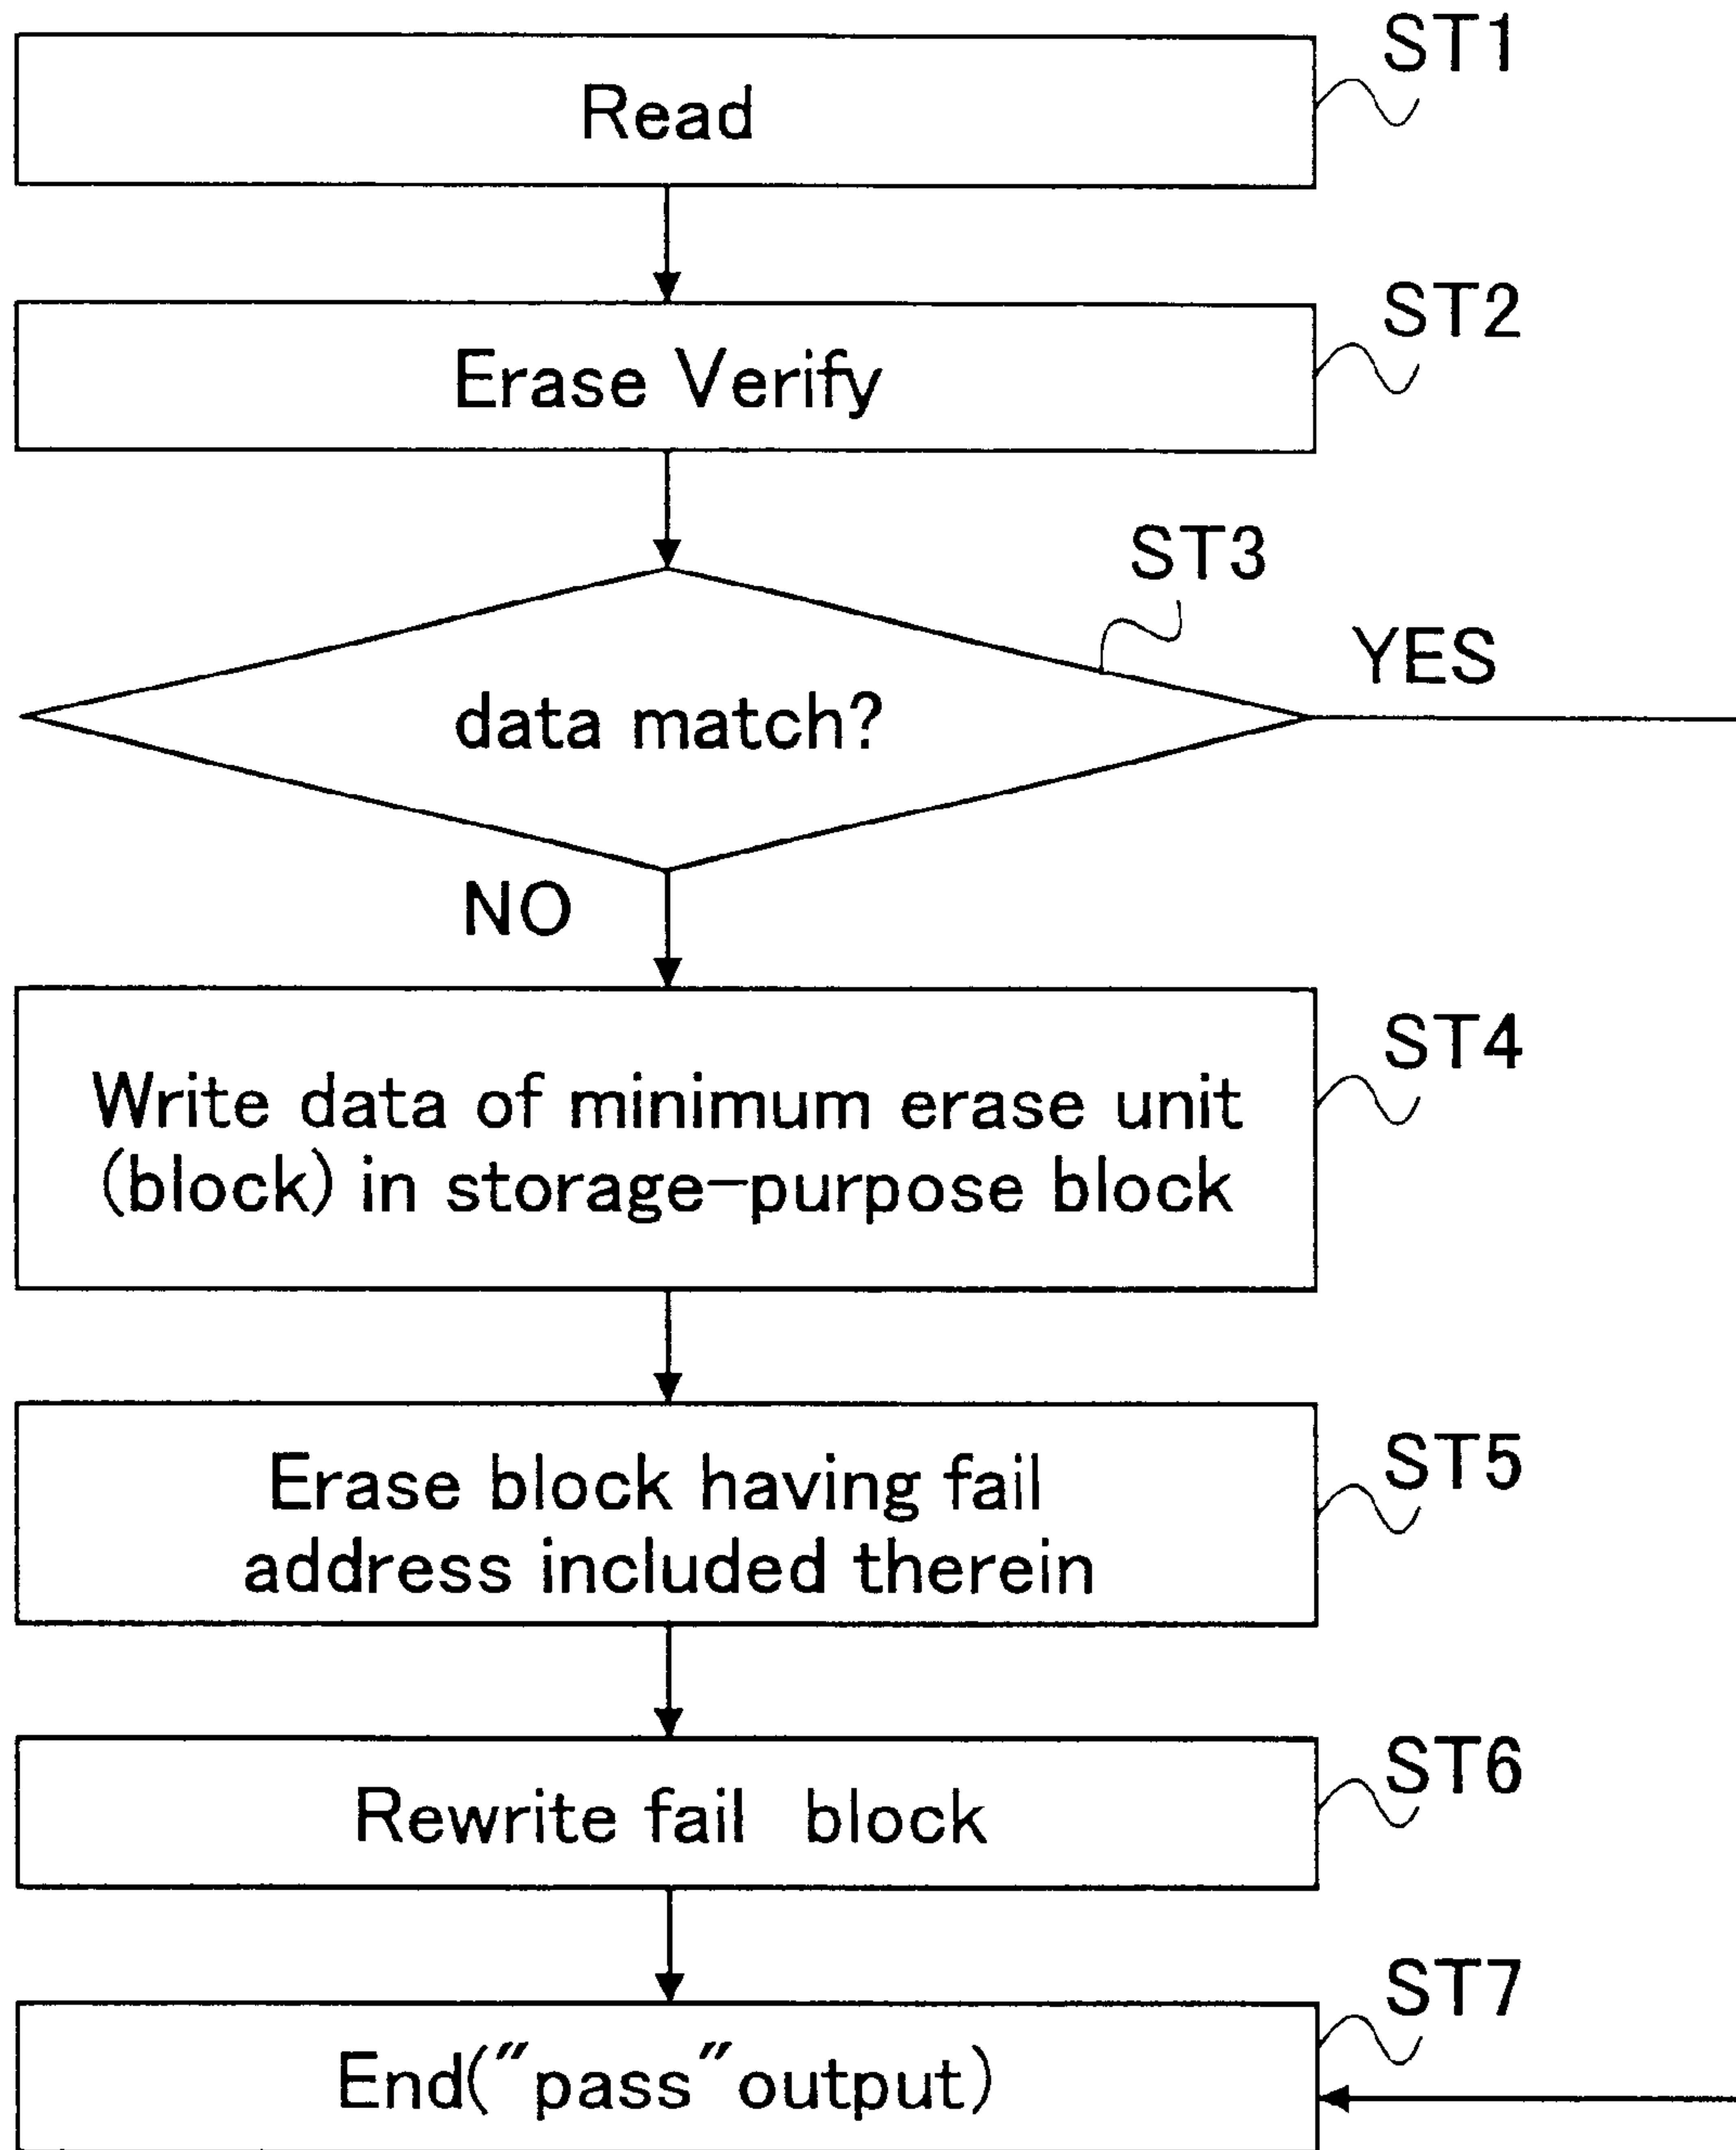 ST1
Read
ST2
Erase Verify
ST3
YES
data match?
NO
ST4
Write data of minimum erase unit
(block) in storage-purpose block
ST5
Erase block having fail
address included therein
ST6
Rewrite fail block
ST7
End("pass"output)